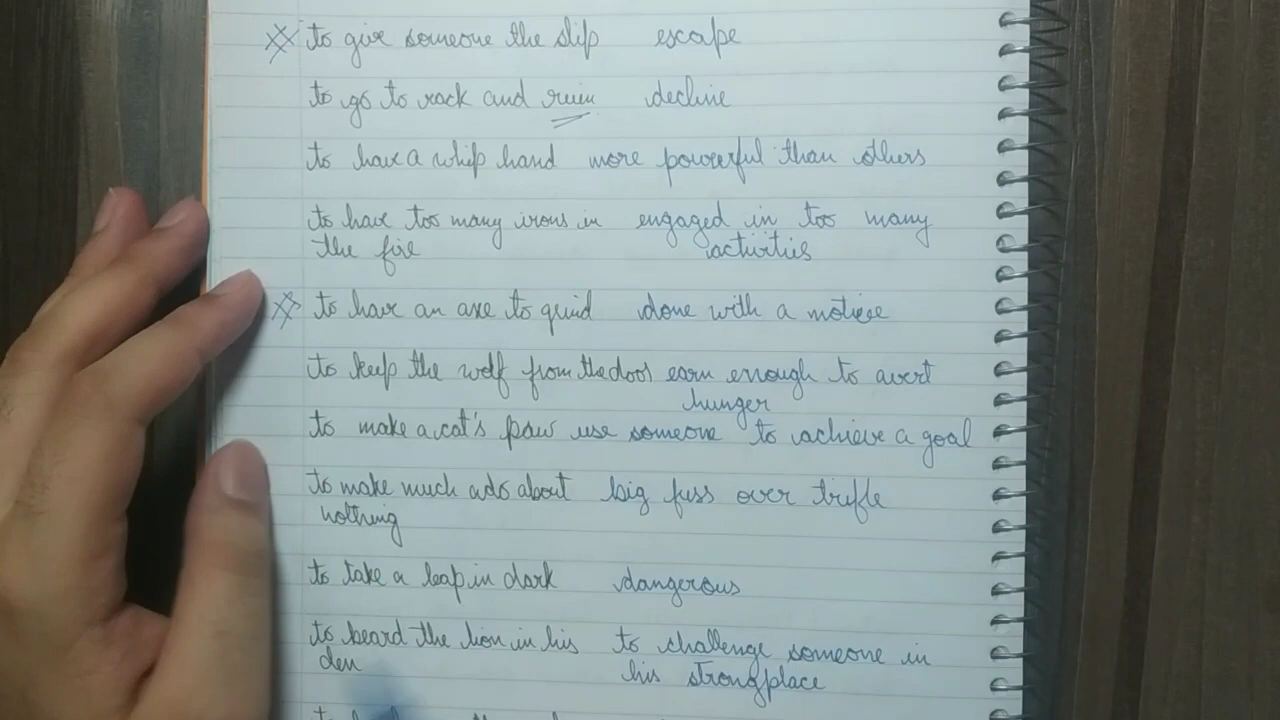 to give someone the slip escape
to go to rack and ruin decline
to have a whip hand more powerful than others
to have too many irons in engaged in too many
the fire activities
to have an axe to grind done with a motive
to keep the wolf from the door earn enough to avert
hunger
to make a cat's paw use someone to achieve a goal
to make much ado about big fuss over trifle
nothing
to take a leap in dark dangerous
to beard the lion in his to challenge someone in
den his strong place